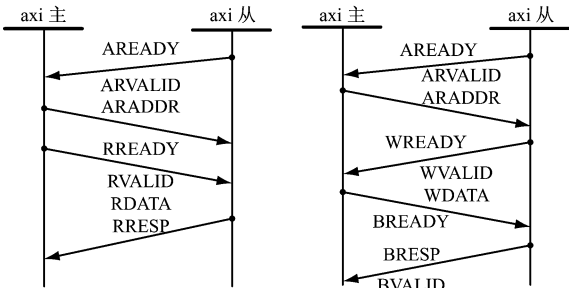 axi 主
axi 从
AREADY
ARVALID
ARADDR
RREADY
RVALID
RDATA
RRESP
axi 主
axi 从
AREADY
ARVALID
ARADDR
WREADY
WVALID
WDATA
BREADY
BRESP
BVALID